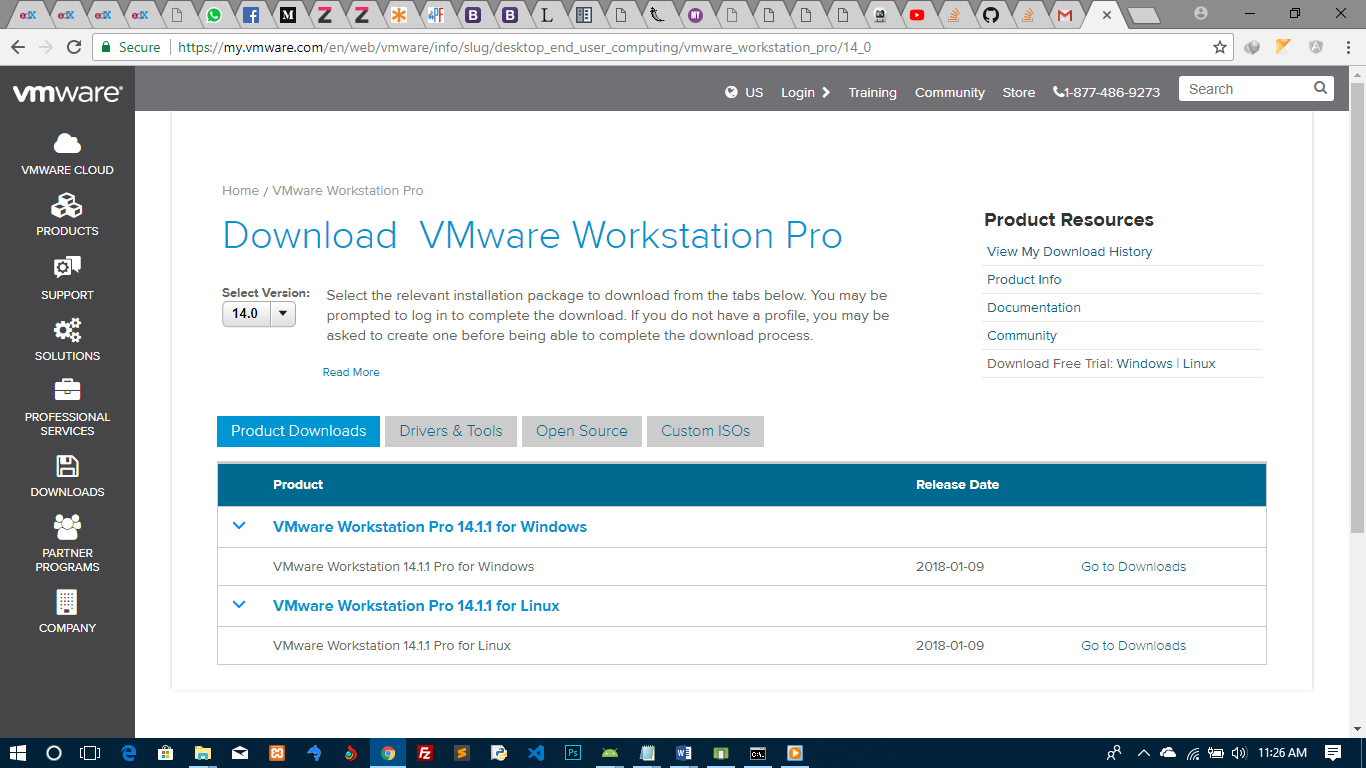 Secure
https://my.vmware.com/en/web/vmware/info/slug/desktop_end_user_computing/vmware_workstation_pro/14_0
vmware
US Login Training Community Store 1-877-486-9273 Search
VMWARE CLOUD
PRODUCTS
SUPPORT
SOLUTIONS
PROFESSIONAL
SERVICES
DOWNLOADS
PARTNER
PROGRAMS
COMPANY
Home / VMware Workstation Pro
Download VMware Workstation Pro
Select Version:
14.0
Select the relevant installation package to download from the tabs below. You may be
prompted to log in to complete the download. If you do not have a profile, you may be
asked to create one before being able to complete the download process.
Read More
Product Resources
View My Download History
Product Info
Documentation
Community
Download Free Trial: Windows | Linux
Product Downloads Drivers & Tools Open Source Custom ISOs
Product Release Date
VMware Workstation Pro 14.1.1 for Windows
VMware Workstation 14.1.1 Pro for Windows 2018-01-09 Go to Downloads
VMware Workstation Pro 14.1.1 for Linux
VMware Workstation 14.1.1 Pro for Linux 2018-01-09 Go to Downloads
11:26 AM